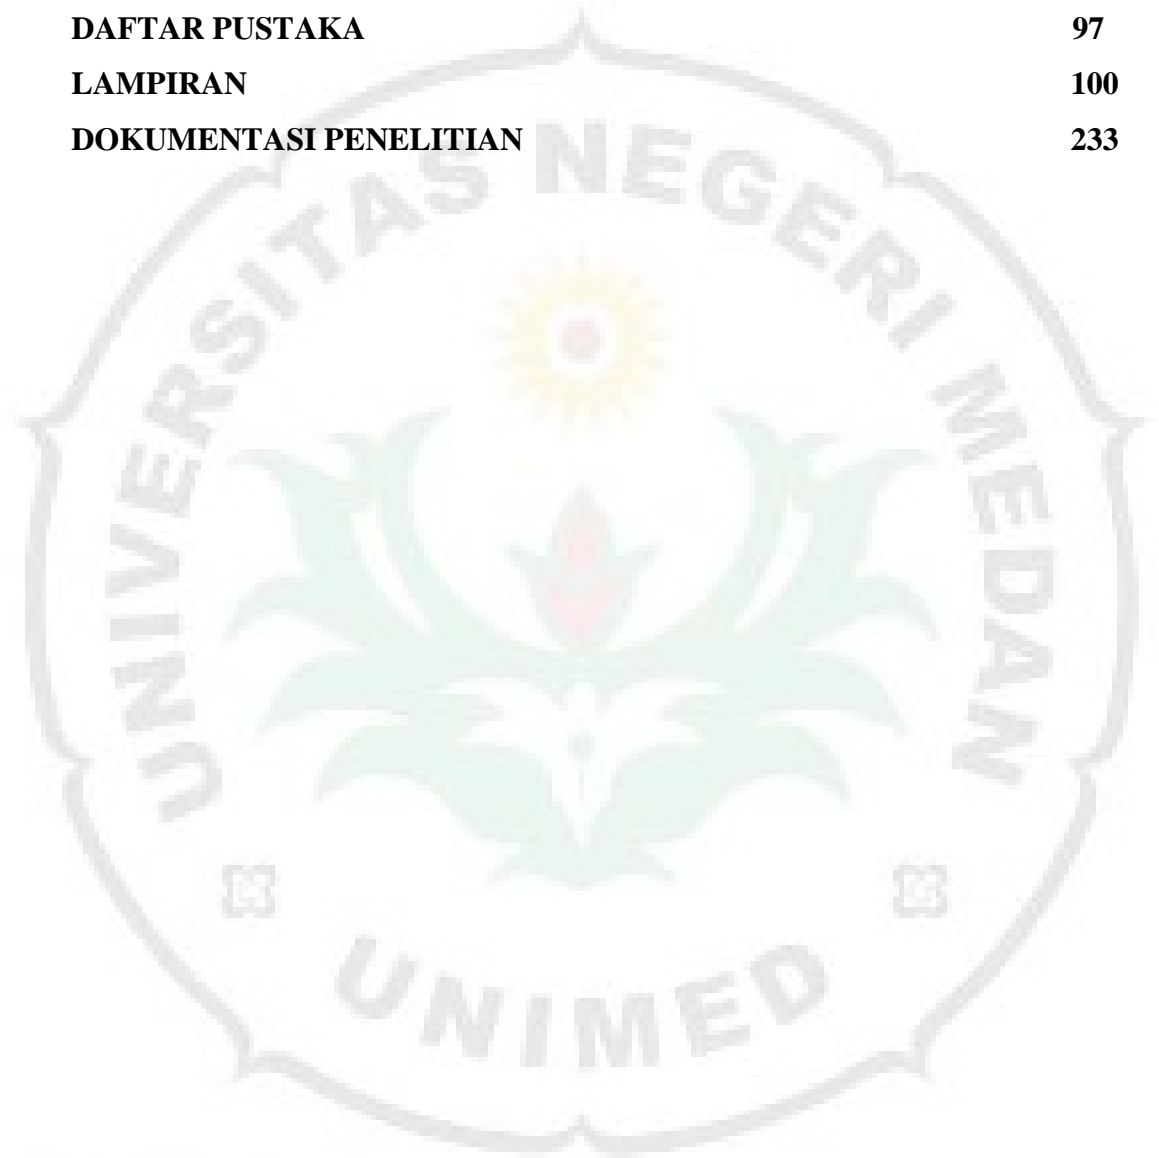 DAFTAR PUSTAKA 97
LAMPIRAN 100
DOKUMENTASI PENELITIAN 233
UNIVERSITAS NEGERI MEDAN
UNIMED